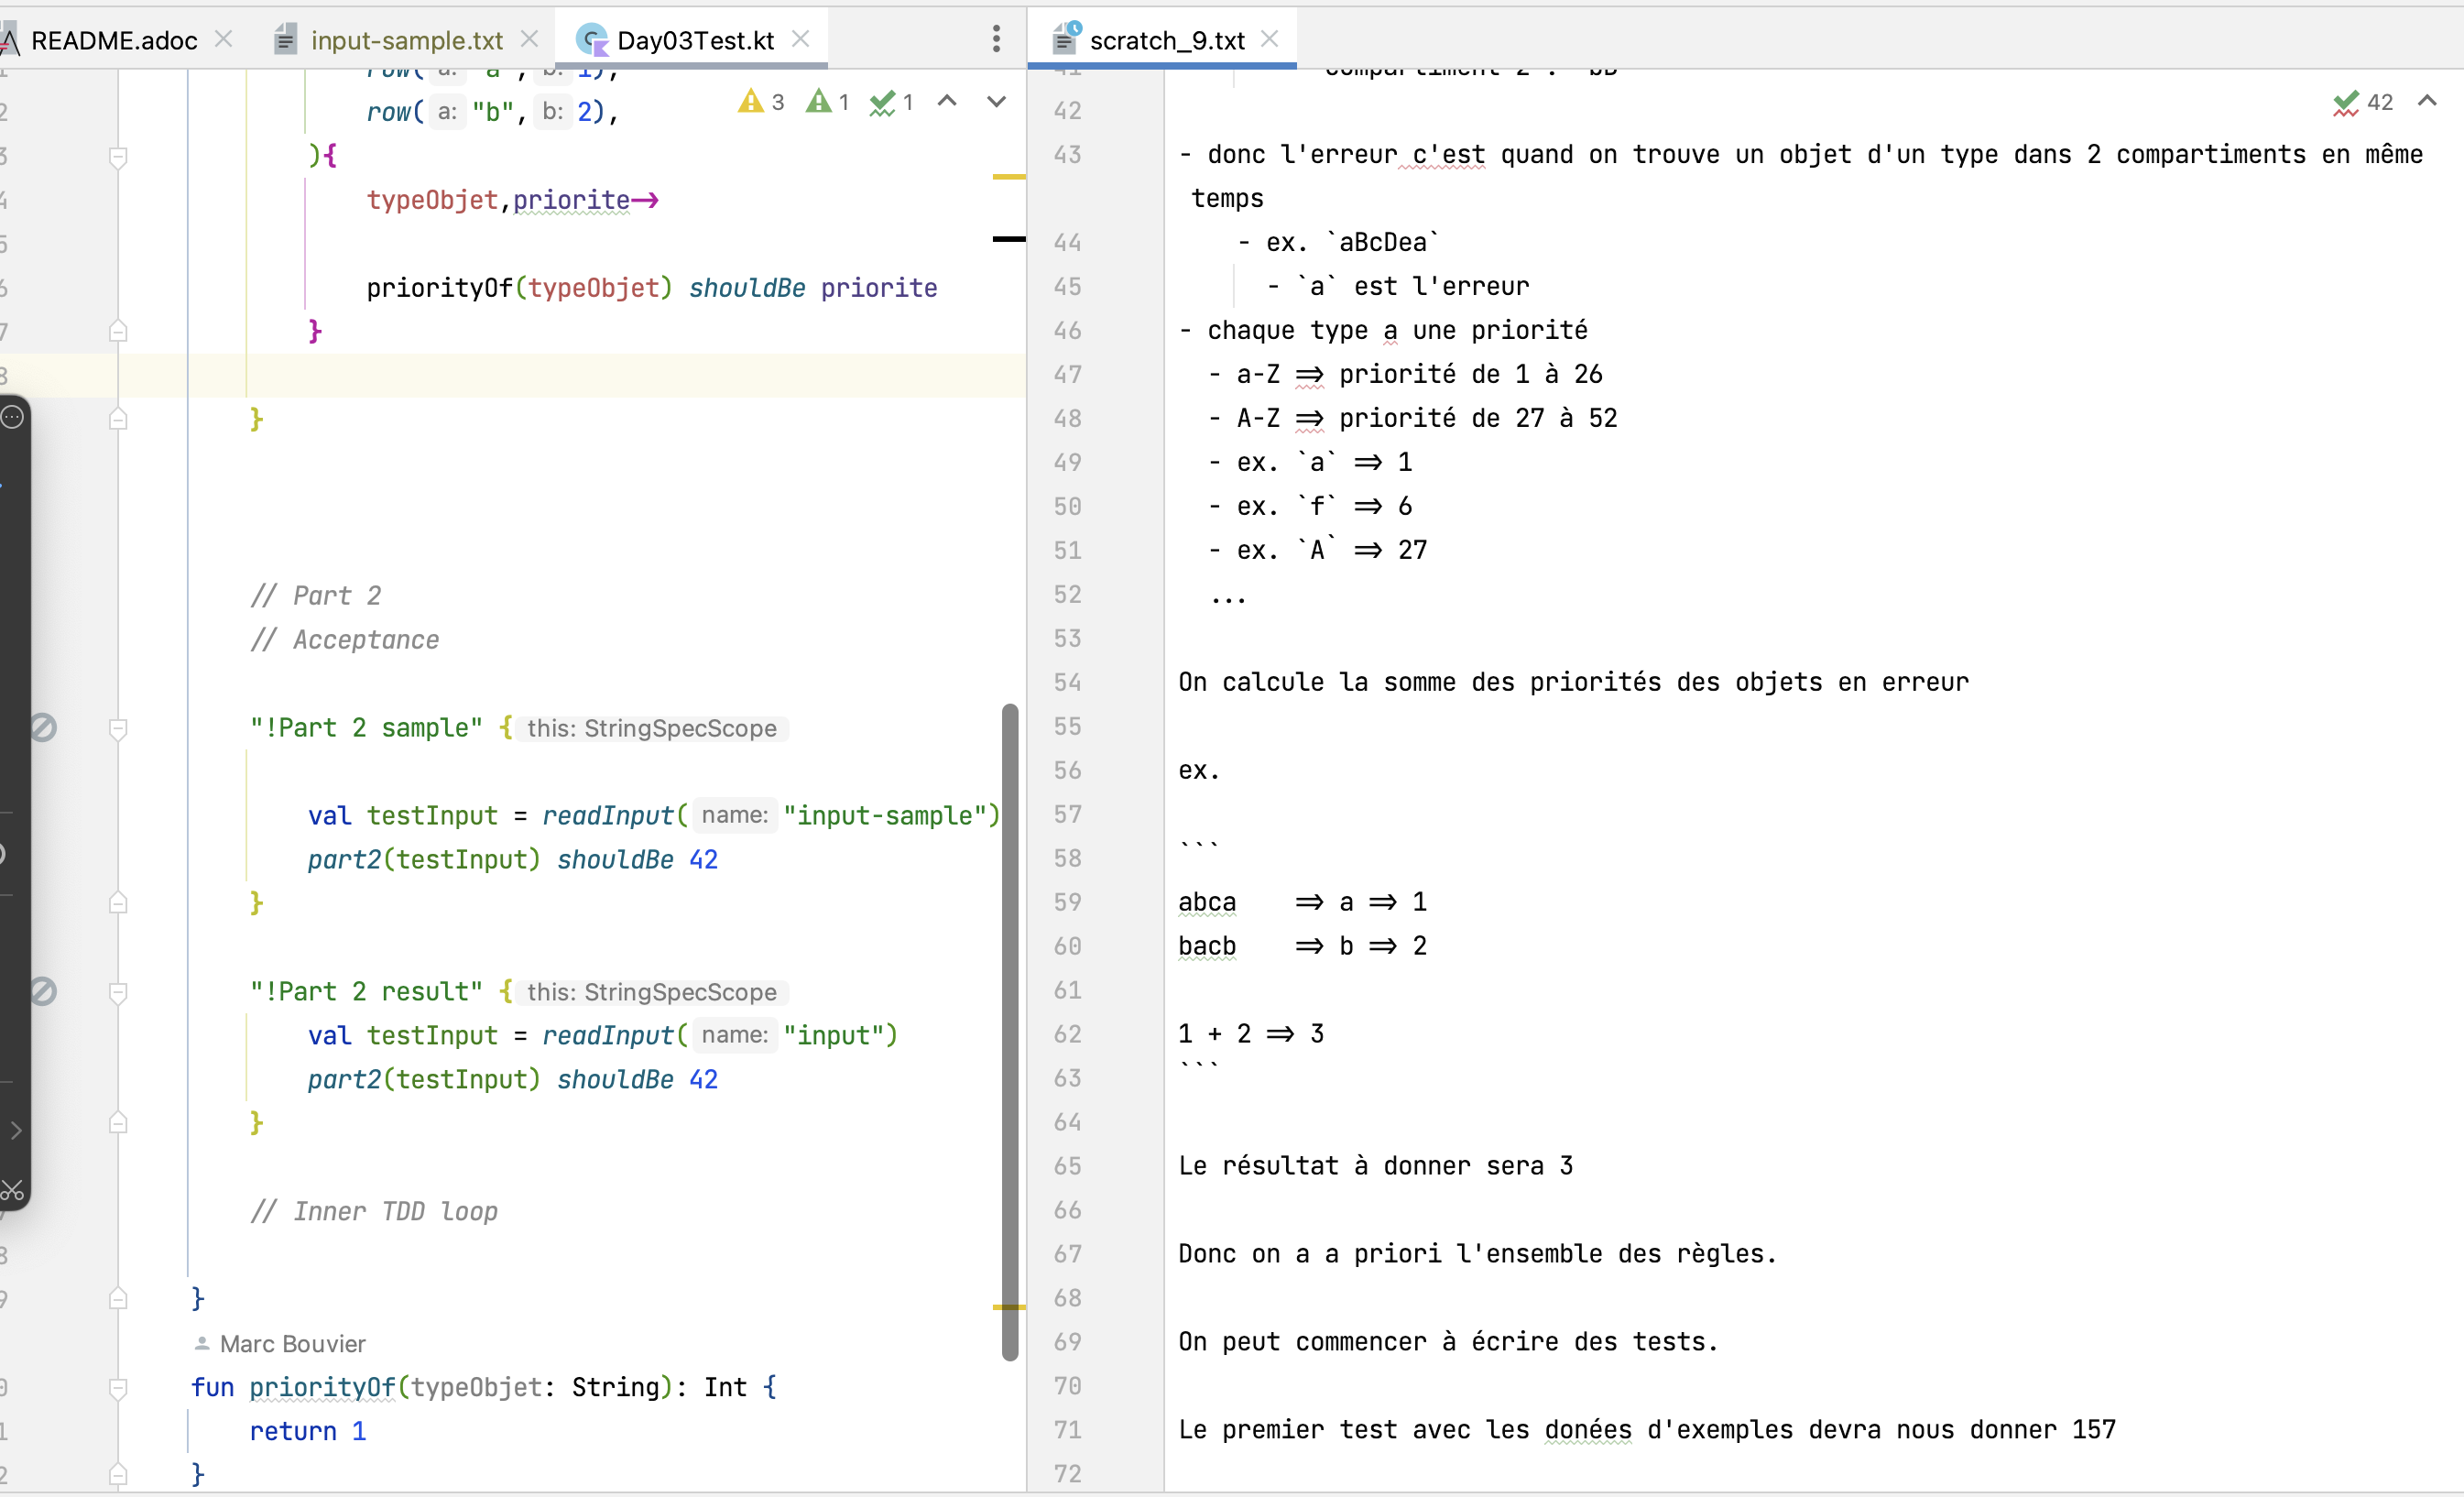 README.adoc
input-sample.txt
Day03Test.kt
scratch_9.txt
row( a: "a", b: 1),
row( a: "b", b: 2),
3 1 1
){
typeObjet,priorite→
priorityOf(typeObjet) shouldBe priorite
}
}
// Part 2
// Acceptance
"!Part 2 sample" { this: StringSpecScope
val testInput = readInput( name: "input-sample")
part2(testInput) shouldBe 42
}
"!Part 2 result" { this: StringSpecScope
val testInput = readInput( name: "input")
part2(testInput) shouldBe 42
}
// Inner TDD loop
}
Marc Bouvier
fun priorityOf(typeObjet: String): Int {
return 1
}
41 compartiment 2 : `bB`
42
42
43 - donc l'erreur c'est quand on trouve un objet d'un type dans 2 compartiments en même
temps
44 - ex. `aBcDea`
45 - `a` est l'erreur
46 - chaque type a une priorité
47 - a-Z ⇒ priorité de 1 à 26
48 - A-Z ⇒ priorité de 27 à 52
49 - ex. `a` ⇒ 1
50 - ex. `f` ⇒ 6
51 - ex. `A` ⇒ 27
52 ...
53
54 On calcule la somme des priorités des objets en erreur
55
56 ex.
57
58 ```
59 abca ⇒ a ⇒ 1
60 bacb ⇒ b ⇒ 2
61
62 1 + 2 ⇒ 3
63 ```
64
65 Le résultat à donner sera 3
66
67 Donc on a a priori l'ensemble des règles.
68
69 On peut commencer à écrire des tests.
70
71 Le premier test avec les donées d'exemples devra nous donner 157
72